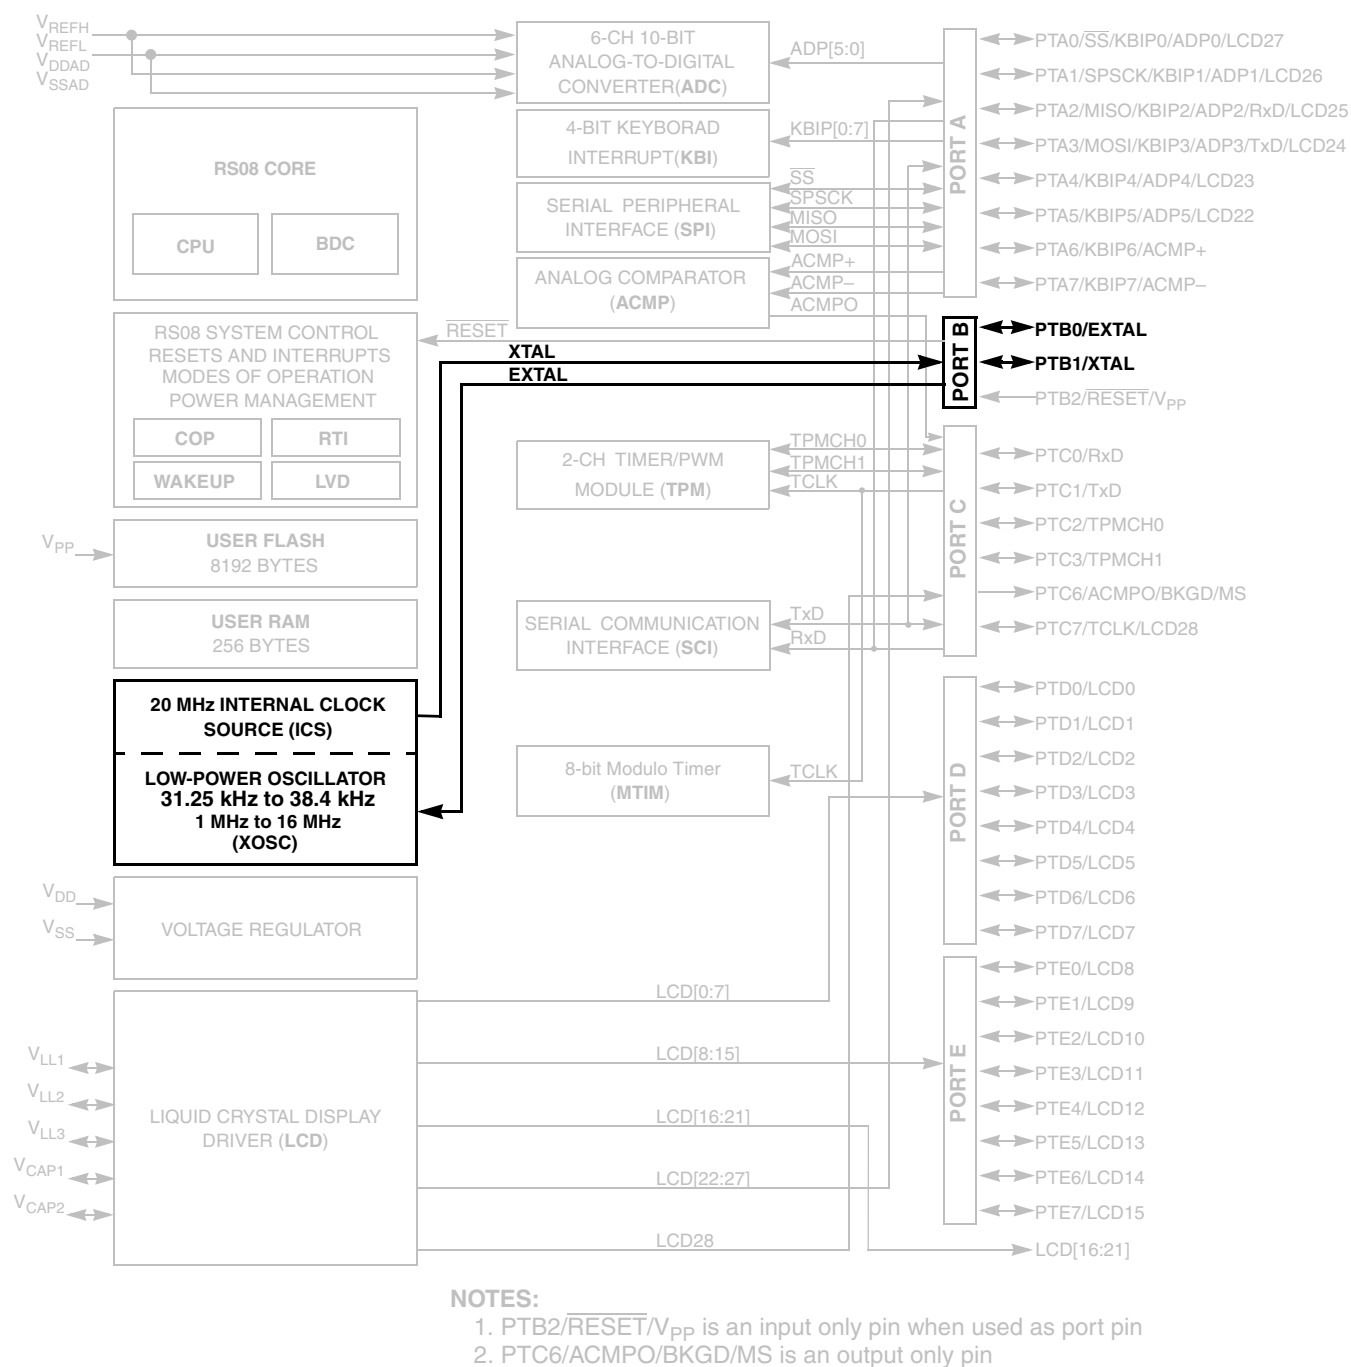 VREFH
VREFL
VDDAD
VSSAD
6-CH 10-BIT
ANALOG-TO-DIGITAL
CONVERTER(ADC)
ADP[5:0]
4-BIT KEYBORAD
INTERRUPT(KBI)
KBIP[0:7]
SERIAL PERIPHERAL
INTERFACE (SPI)
SS
SPSCK
MISO
MOSI
ANALOG COMPARATOR
(ACMP)
ACMP+
ACMP–
ACMPO
RS08 CORE
CPU
BDC
RS08 SYSTEM CONTROL
RESETS AND INTERRUPTS
MODES OF OPERATION
POWER MANAGEMENT
COP
RTI
WAKEUP
LVD
RESET
XTAL
EXTAL
VPP
USER FLASH
8192 BYTES
USER RAM
256 BYTES
20 MHz INTERNAL CLOCK
SOURCE (ICS)
LOW-POWER OSCILLATOR
31.25 kHz to 38.4 kHz
1 MHz to 16 MHz
(XOSC)
2-CH TIMER/PWM
MODULE (TPM)
TPMCH0
TPMCH1
TCLK
SERIAL COMMUNICATION
INTERFACE (SCI)
TxD
RxD
8-bit Modulo Timer
(MTIM)
TCLK
VDD
VSS
VOLTAGE REGULATOR
VLL1
VLL2
VLL3
VCAP1
VCAP2
LIQUID CRYSTAL DISPLAY
DRIVER (LCD)
LCD[0:7]
LCD[8:15]
LCD[16:21]
LCD[22:27]
LCD28
PORT A
PTA0/SS/KBIP0/ADP0/LCD27
PTA1/SPSCK/KBIP1/ADP1/LCD26
PTA2/MISO/KBIP2/ADP2/RxD/LCD25
PTA3/MOSI/KBIP3/ADP3/TxD/LCD24
PTA4/KBIP4/ADP4/LCD23
PTA5/KBIP5/ADP5/LCD22
PTA6/KBIP6/ACMP+
PTA7/KBIP7/ACMP–
PORT B
PTB0/EXTAL
PTB1/XTAL
PTB2/RESET/VPP
PORT C
PTC0/RxD
PTC1/TxD
PTC2/TPMCH0
PTC3/TPMCH1
PTC6/ACMPO/BKGD/MS
PTC7/TCLK/LCD28
PORT D
PTD0/LCD0
PTD1/LCD1
PTD2/LCD2
PTD3/LCD3
PTD4/LCD4
PTD5/LCD5
PTD6/LCD6
PTD7/LCD7
PORT E
PTE0/LCD8
PTE1/LCD9
PTE2/LCD10
PTE3/LCD11
PTE4/LCD12
PTE5/LCD13
PTE6/LCD14
PTE7/LCD15
LCD[16:21]
NOTES:
1. PTB2/RESET/VPP is an input only pin when used as port pin
2. PTC6/ACMPO/BKGD/MS is an output only pin